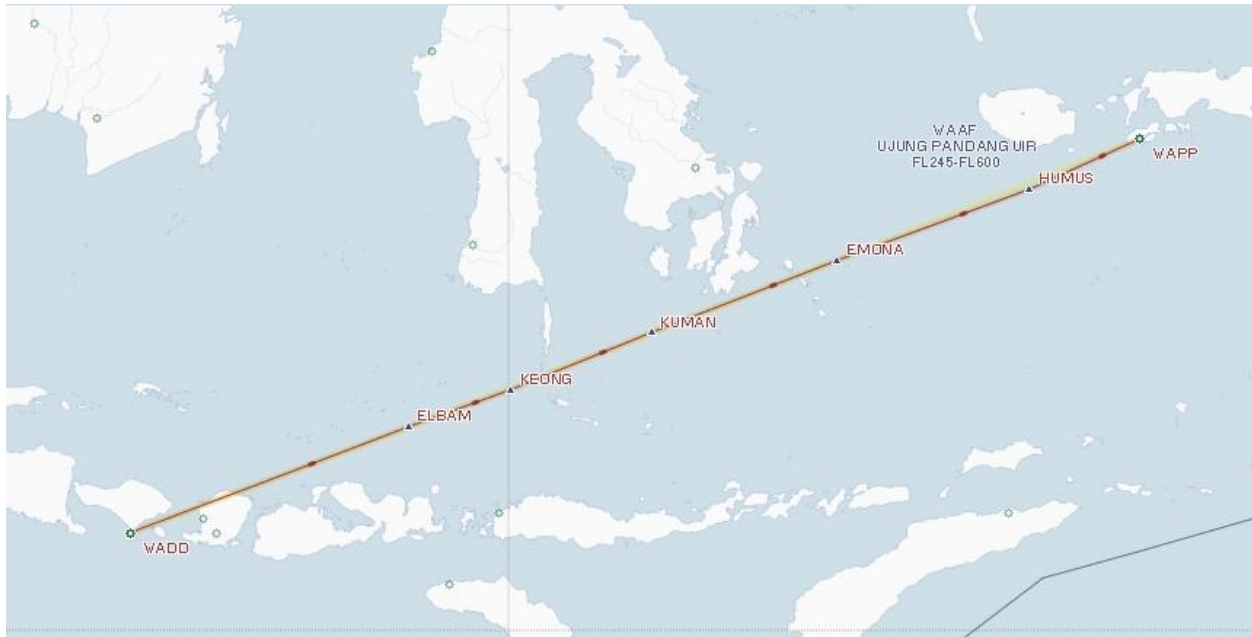 WAAF
UJUNG PANDANG UIR
FL245-FL600
WAPP
HUMUS
EMONA
KUMAN
KEONG
ELBAM
WADD